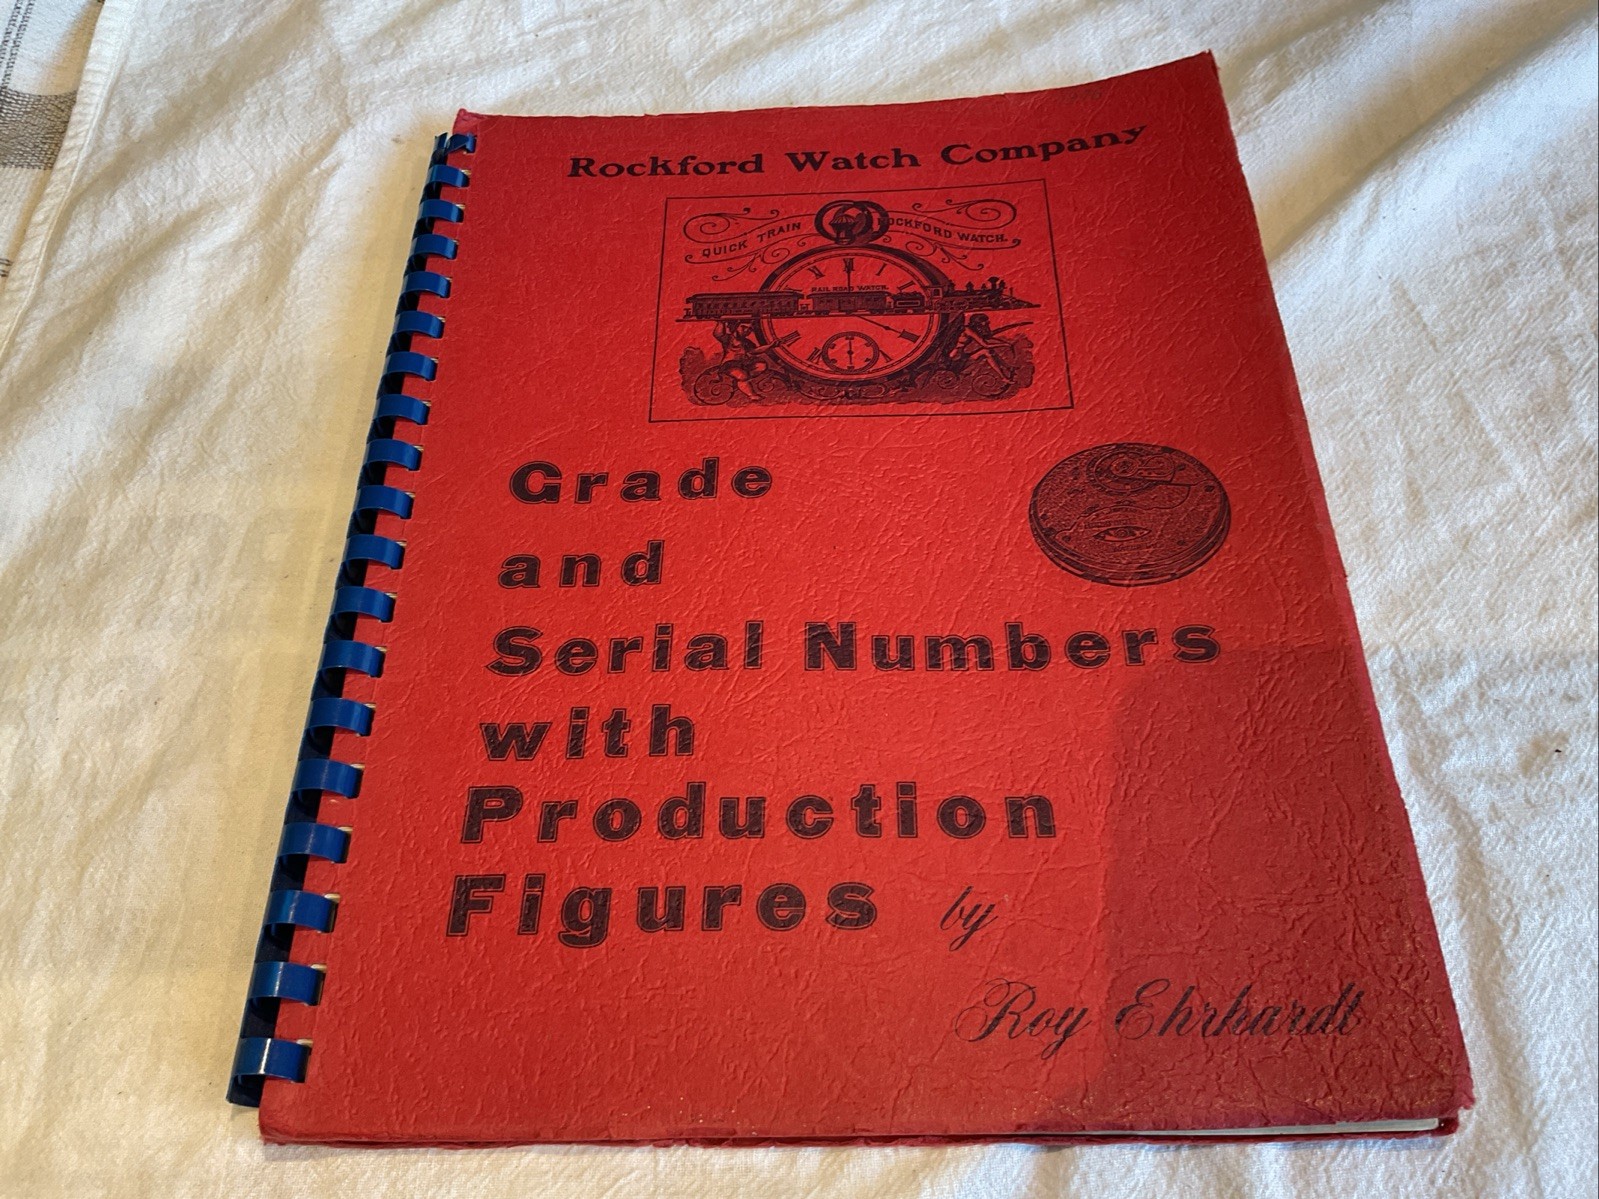 Rockford Watch Company
QUICK TRAIN ROCKFORD WATCH.
RAIL ROAD WATCH.
Grade
and
Serial Numbers
with
Production
Figures by
Roy Ehrhardt